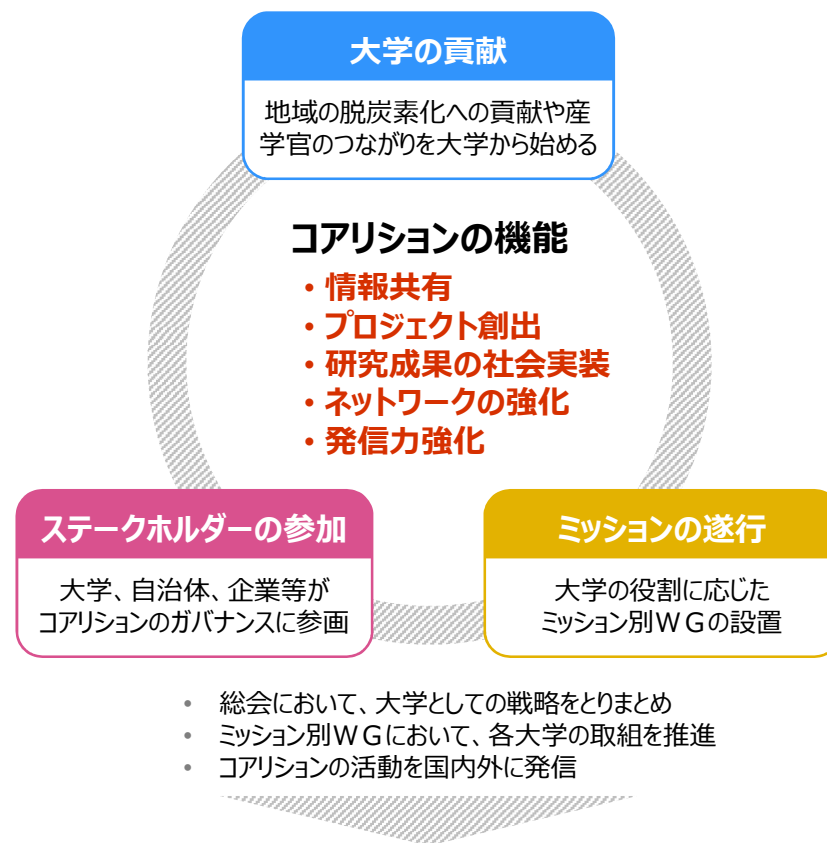 大学の貢献
地域の脱炭素化への貢献や産
学官のつながりを大学から始める
コアリションの機能
・情報共有
・プロジェクト創出
・研究成果の社会実装
・ネットワークの強化
・発信力強化
ステークホルダーの参加
大学、自治体、企業等が
コアリションのガバナンスに参画
ミッションの遂行
大学の役割に応じた
ミッション別ＷＧの設置
• 総会において、大学としての戦略をとりまとめ
• ミッション別ＷＧにおいて、各大学の取組を推進
• コアリションの活動を国内外に発信